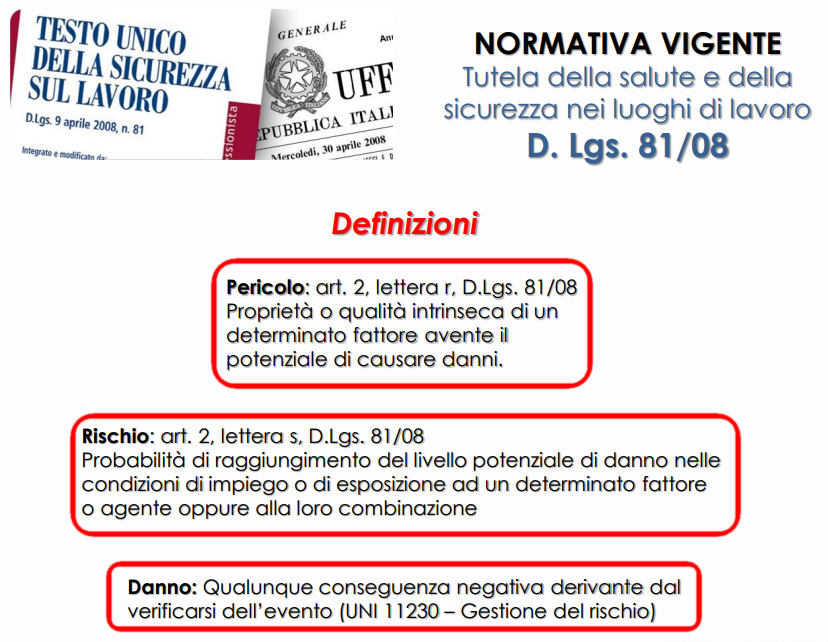 TESTO UNICO
DELLA SICUREZZA
SUL LAVORO
D.Lgs. 9 aprile 2008, n. 81
Integrato e modificato da:
GENERALE
UFF
PUBBLICA ITAL
Mercoledì, 30 aprile 2008
NORMATIVA VIGENTE
Tutela della salute e della
sicurezza nei luoghi di lavoro
D. Lgs. 81/08
Definizioni
Pericolo: art. 2, lettera r, D.Lgs. 81/08
Proprietà o qualità intrinseca di un
determinato fattore avente il
potenziale di causare danni.
Rischio: art. 2, lettera s, D.Lgs. 81/08
Probabilità di raggiungimento del livello potenziale di danno nelle
condizioni di impiego o di esposizione ad un determinato fattore
o agente oppure alla loro combinazione
Danno: Qualunque conseguenza negativa derivante dal
verificarsi dell’evento (UNI 11230 – Gestione del rischio)